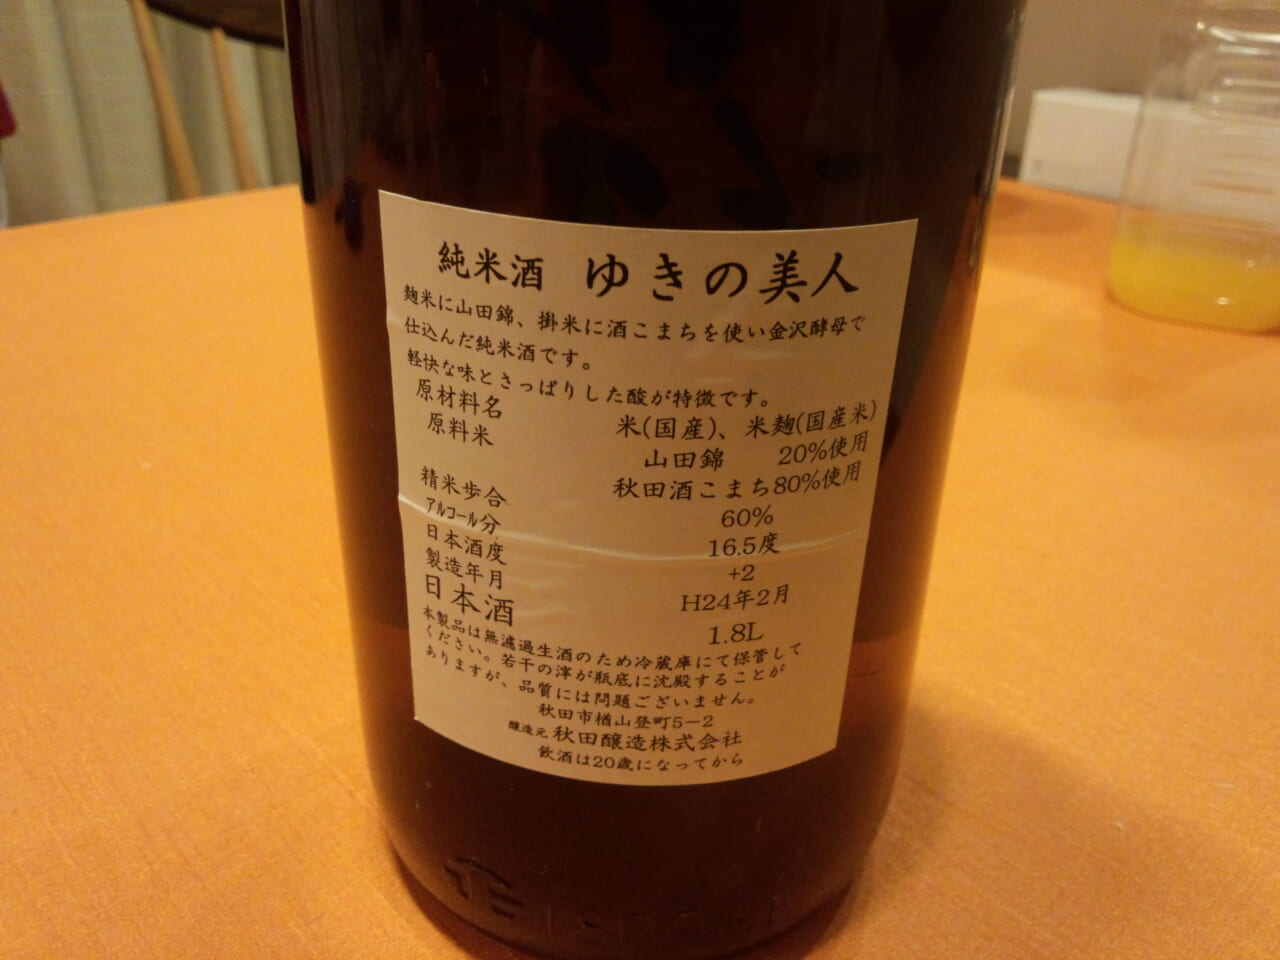 純米酒 ゆきの美人
麹米に山田錦、掛米に酒こまちを使い金沢酵母で
仕込んだ純米酒です。
軽快な味とさっぱりした酸が特徴です。
原材料名 米(国産)、米麹(国産米)
原料米 山田錦 20%使用
秋田酒こまち80%使用
精米歩合 60%
アルコール分 16.5度
日本酒度 +2
製造年月 H24年2月
日本酒 1.8L
本製品は無濾過生酒のため冷蔵庫にて保管して
ください。若干の滓が瓶底に沈殿することが
ありますが、品質には問題ございません。
秋田市楢山登町5-2
醸造元 秋田醸造株式会社
飲酒は20歳になってから